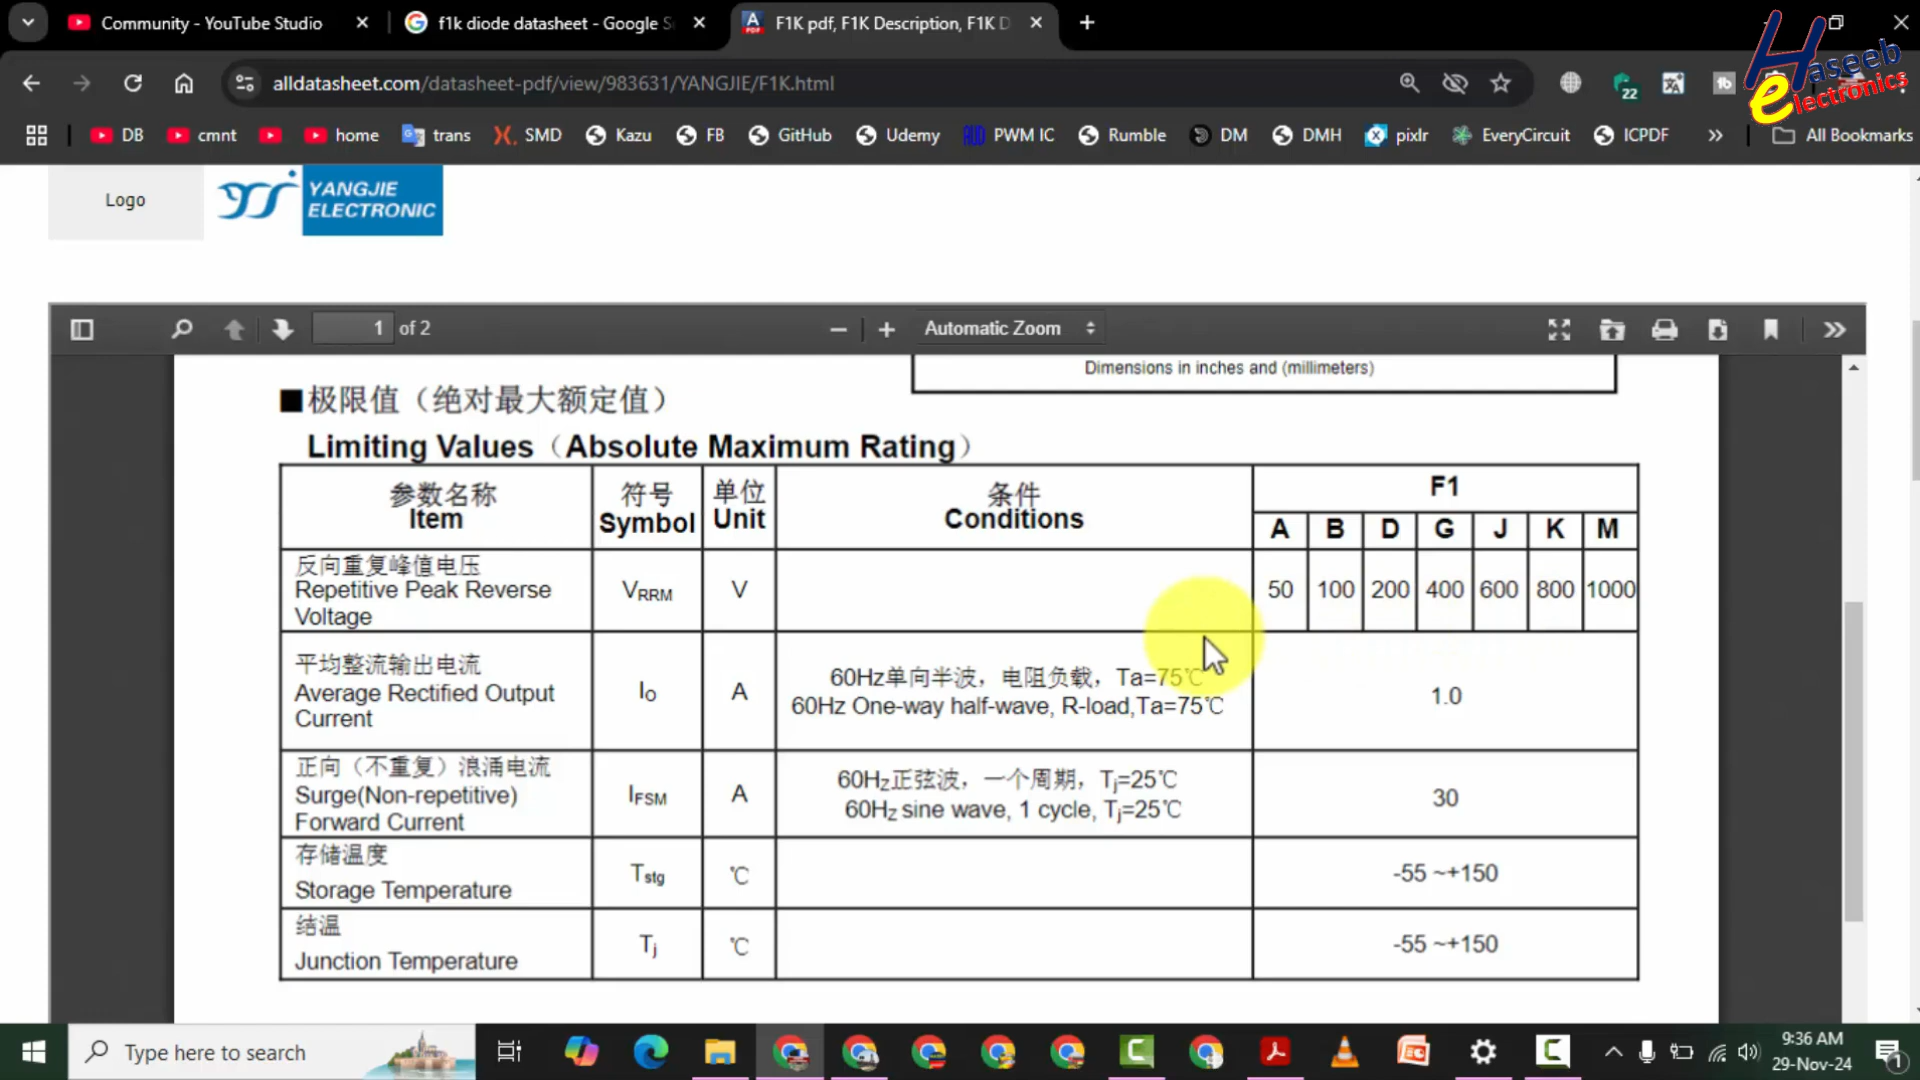 Community - YouTube Studio
f1k diode datasheet - Google S
F1K pdf, F1K Description, F1K D
alldatasheet.com/datasheet-pdf/view/983631/YANGJIE/F1K.html
22
Haseeb
electronics
DB
cmnt
home
trans
SMD
Kazu
FB
GitHub
Udemy
PWM IC
Rumble
DM
DMH
pixlr
EveryCircuit
ICPDF
All Bookmarks
Logo
YANGJIE
ELECTRONIC
1 of 2
Automatic Zoom
Dimensions in inches and (millimeters)
■极限值（绝对最大额定值）
Limiting Values（Absolute Maximum Rating）
参数名称
Item
符号
Symbol
单位
Unit
条件
Conditions
F1
A B D G J K M
反向重复峰值电压
Repetitive Peak Reverse
Voltage
VRRM
V
50 100 200 400 600 800 1000
平均整流输出电流
Average Rectified Output
Current
Io
A
60Hz单向半波，电阻负载，Ta=75℃
60Hz One-way half-wave, R-load,Ta=75℃
1.0
正向（不重复）浪涌电流
Surge(Non-repetitive)
Forward Current
IFSM
A
60Hz正弦波，一个周期，Tj=25℃
60Hz sine wave, 1 cycle, Tj=25℃
30
存储温度
Storage Temperature
Tstg
℃
-55 ~+150
结温
Junction Temperature
Tj
℃
-55 ~+150
Type here to search
9:36 AM
29-Nov-24
1